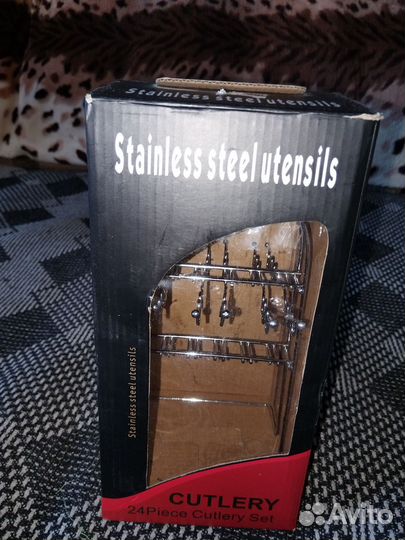 Stainless steel utensils
Stainless steel utensils
Stainless steel utensils
CUTLERY
24Piece Cutlery Set
Avito